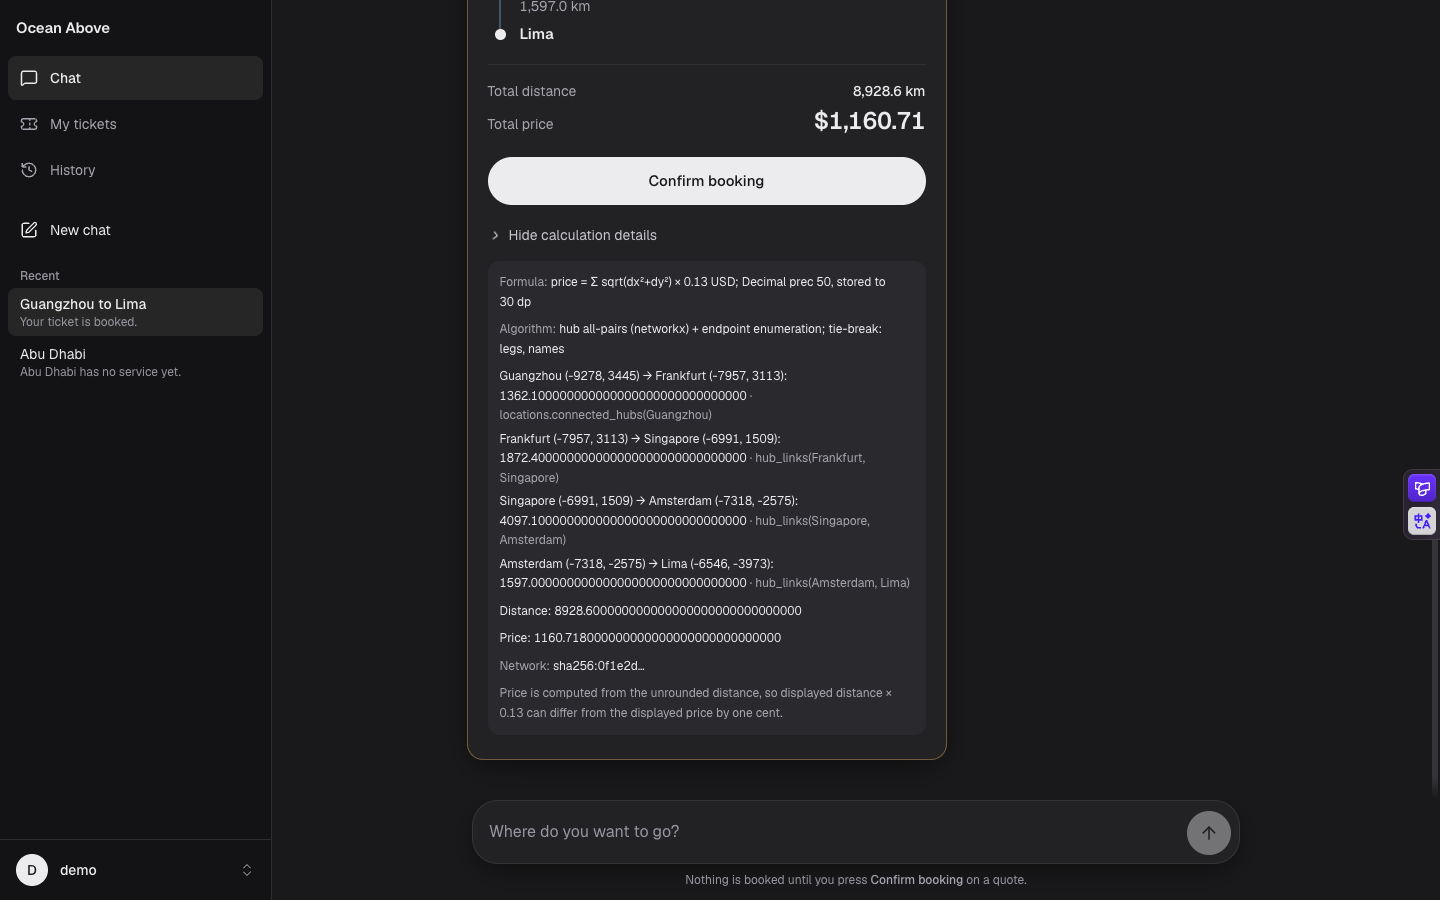 Ocean Above
Chat
My tickets
History
New chat
Recent
Guangzhou to Lima
Your ticket is booked.
Abu Dhabi
Abu Dhabi has no service yet.
D
demo
1,597.0 km
Lima
Total distance
8,928.6 km
Total price
$1,160.71
Confirm booking
Hide calculation details
Formula: price = Σ sqrt(dx²+dy²) × 0.13 USD; Decimal prec 50, stored to
30 dp
Algorithm: hub all-pairs (networkx) + endpoint enumeration; tie-break:
legs, names
Guangzhou (-9278, 3445) → Frankfurt (-7957, 3113):
1362.100000000000000000000000000000 ·
locations.connected_hubs(Guangzhou)
Frankfurt (-7957, 3113) → Singapore (-6991, 1509):
1872.400000000000000000000000000000 · hub_links(Frankfurt,
Singapore)
Singapore (-6991, 1509) → Amsterdam (-7318, -2575):
4097.100000000000000000000000000000 · hub_links(Singapore,
Amsterdam)
Amsterdam (-7318, -2575) → Lima (-6546, -3973):
1597.000000000000000000000000000000 · hub_links(Amsterdam, Lima)
Distance: 8928.600000000000000000000000000000
Price: 1160.718000000000000000000000000000
Network: sha256:0f1e2d…
Price is computed from the unrounded distance, so displayed distance ×
0.13 can differ from the displayed price by one cent.
Where do you want to go?
Nothing is booked until you press Confirm booking on a quote.
中A